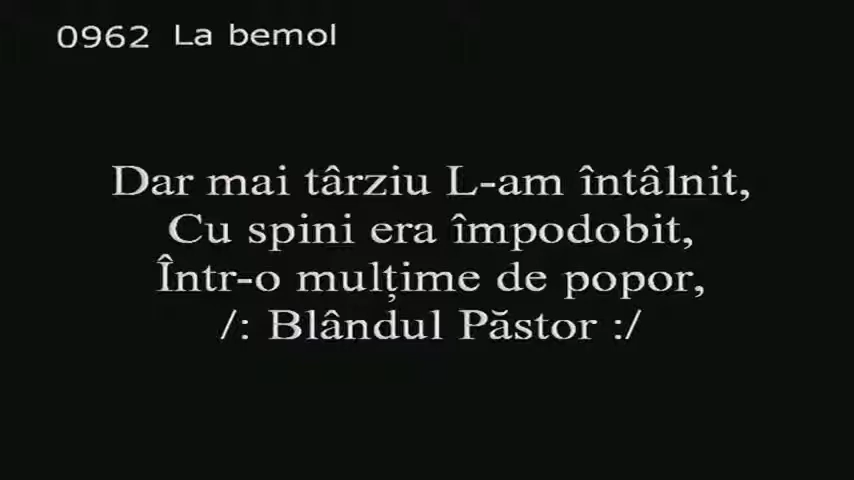 0962 La bemol
Dar mai târziu L-am întâlnit,
Cu spini era împodobit,
Într-o mulțime de popor,
/: Blândul Păstor :/